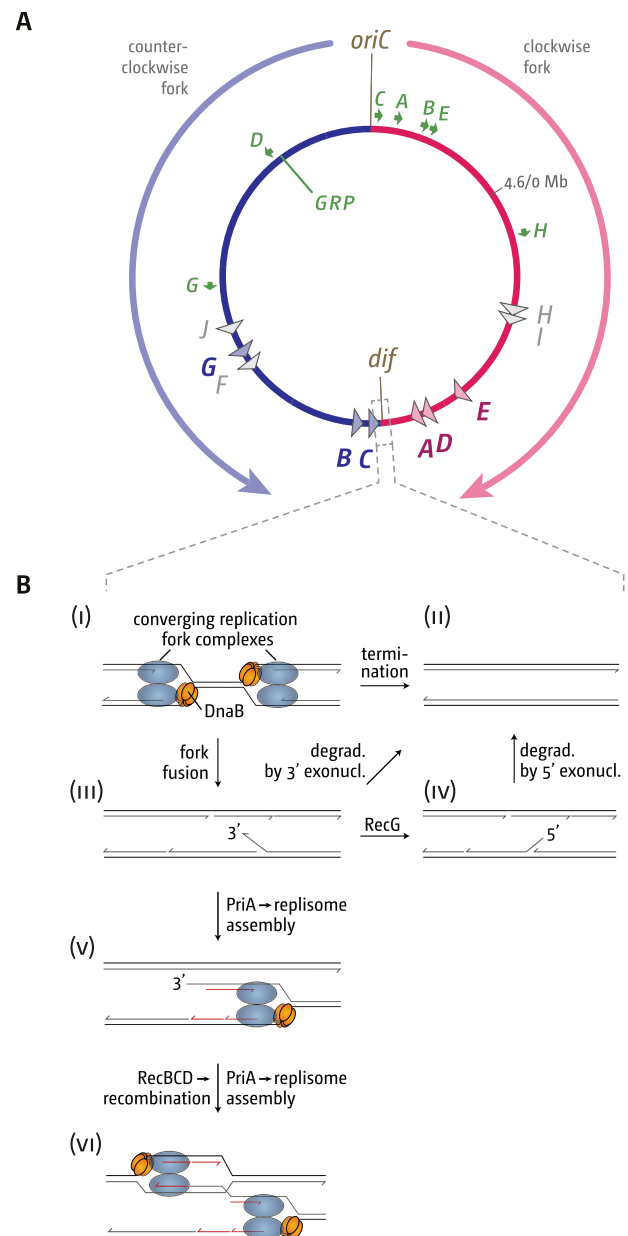 A
counter-
clockwise
fork
oriC
clockwise
fork
C
A
B
E
D
GRP
4.6/0 Mb
H
G
J
G
F
H
I
dif
E
B
C
A
D
B
(I)
converging replication
fork complexes
DnaB
termi-
nation
(II)
fork
fusion
degrad.
by 3' exonucl.
degrad.
by 5' exonucl.
(III)
3'
RecG
(IV)
5'
PriA → replisome
assembly
(V)
3'
RecBCD →
recombination
PriA → replisome
assembly
(VI)